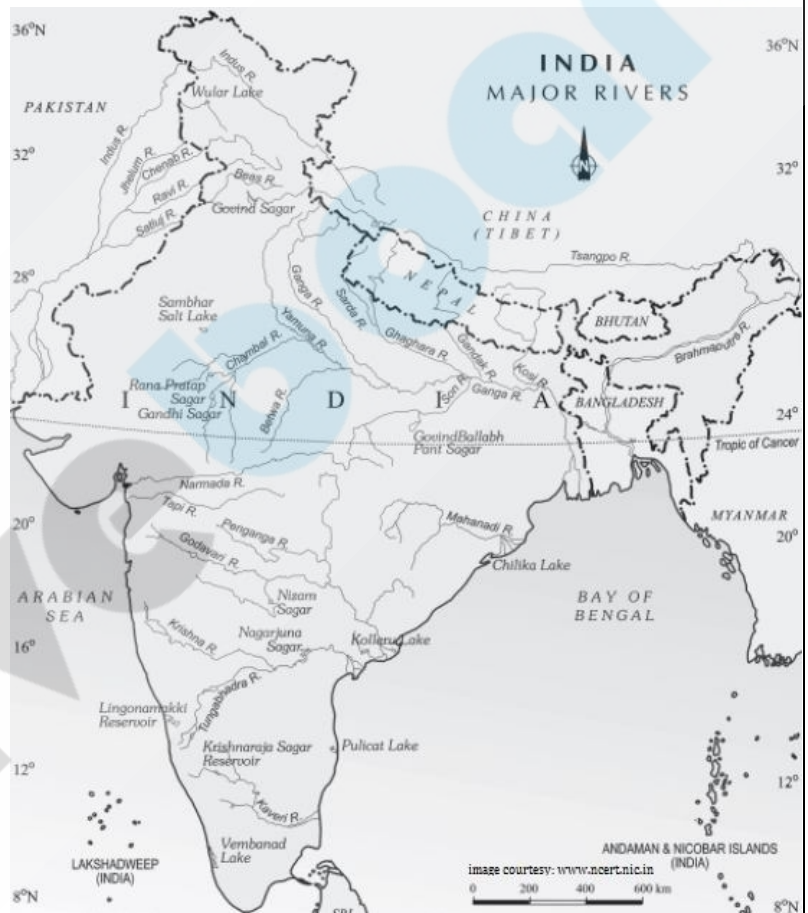 36°N
36°N
INDIA
MAJOR RIVERS
N
Indus R.
Wular Lake
PAKISTAN
Indus R.
Jhelum R.
Chenab R.
Ravi R.
Satluj R.
Beas R.
Govind Sagar
32°
32°
CHINA
(TIBET)
Tsangpo R.
28°
28°
NEPAL
BHUTAN
Brahmaputra R.
Ganga R.
Sarda R.
Yamuna R.
Ghaghara R.
Gandak R.
Kosi R.
Sambhar
Salt Lake
Chambal R.
Rana Pratap
Sagar
Gandhi Sagar
Betwa R.
Son R.
Ganga R.
INDIA
BANGLADESH
24°
24°
Tropic of Cancer
GovindBallabh
Pant Sagar
Narmada R.
Tapi R.
Penganga R.
Godavari R.
Mahanadi R.
MYANMAR
20°
20°
Chilika Lake
ARABIAN
SEA
BAY OF
BENGAL
Nizam
Sagar
Nagarjuna
Sagar
Kolleru Lake
Krishna R.
16°
16°
Tungabhadra R.
Lingonamakki
Reservoir
Krishnaraja Sagar
Reservoir
Pulicat Lake
12°
12°
Kaveri R.
Vembanad
Lake
LAKSHADWEEP
(INDIA)
ANDAMAN & NICOBAR ISLANDS
(INDIA)
image courtesy: www.ncert.nic.in
0 200 400 600 km
8°N
8°N
SRI